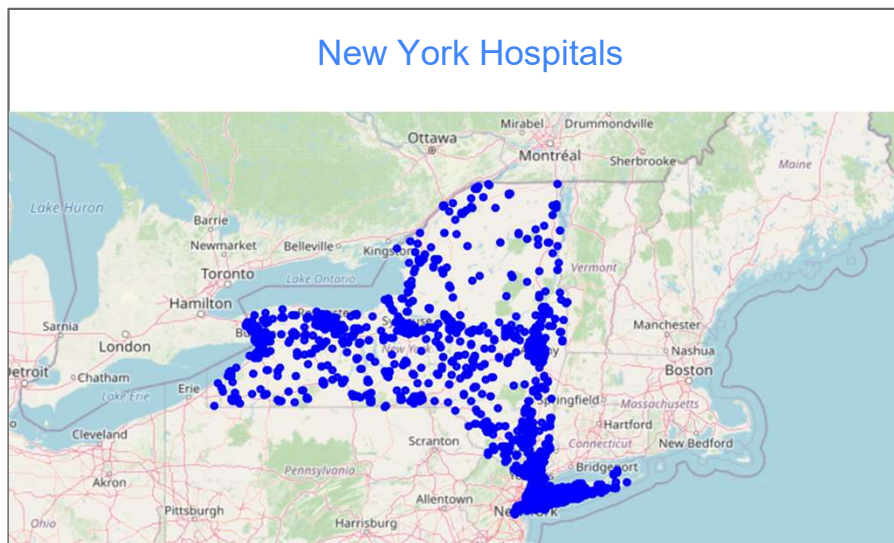 New York Hospitals
Mirabel
Drummondville
Ottawa
Montréal
Sherbrooke
Maine
Lake Huron
Barrie
Newmarket
Belleville
Kingston
Toronto
Lake Ontario
Vermont
Hamilton
Sarnia
London
Manchester
New York
Nashua
Detroit
Chatham
Boston
Lake Erie
Erie
Springfield
Massachusetts
Hartford
Cleveland
Scranton
Connecticut
New Bedford
Akron
Pennsylvania
Bridgeport
Allentown
Pittsburgh
Ohio
Harrisburg